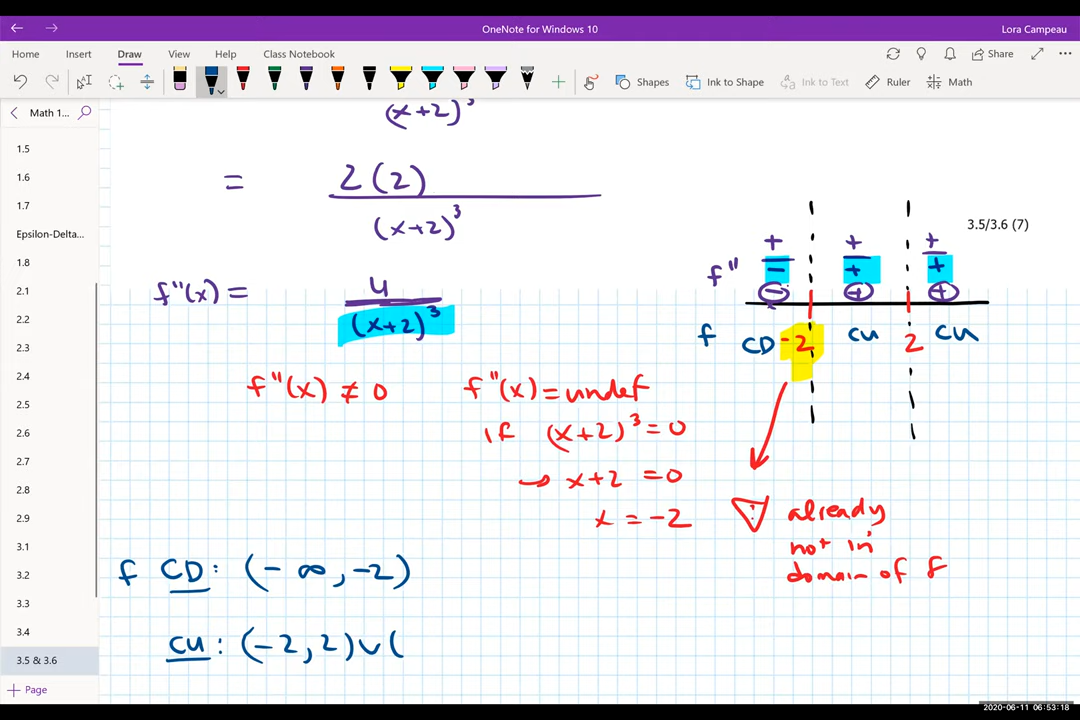 OneNote for Windows 10
Lora Campeau
Home Insert Draw View Help Class Notebook
Share
Shapes Ink to Shape Ink to Text Ruler Math
Math 1...
1.5
1.6
1.7
Epsilon-Delta...
1.8
2.1
2.2
2.3
2.4
2.5
2.6
2.7
2.8
2.9
3.1
3.2
3.3
3.4
3.5 & 3.6
+ Page
(x+2)³
= 2(2)
(x+2)³
f''(x) = 4
(x+2)³
f''(x) ≠ 0
f''(x) = undef
if (x+2)³ = 0
→ x+2 = 0
x = -2
f CD: (-∞, -2)
CU: (-2, 2) ∪ (
3.5/3.6 (7)
+ + +
f'' - + +
- + +
f CD -2 CU 2 CU
already
not in
domain of f
2020-06-11 06:53:18